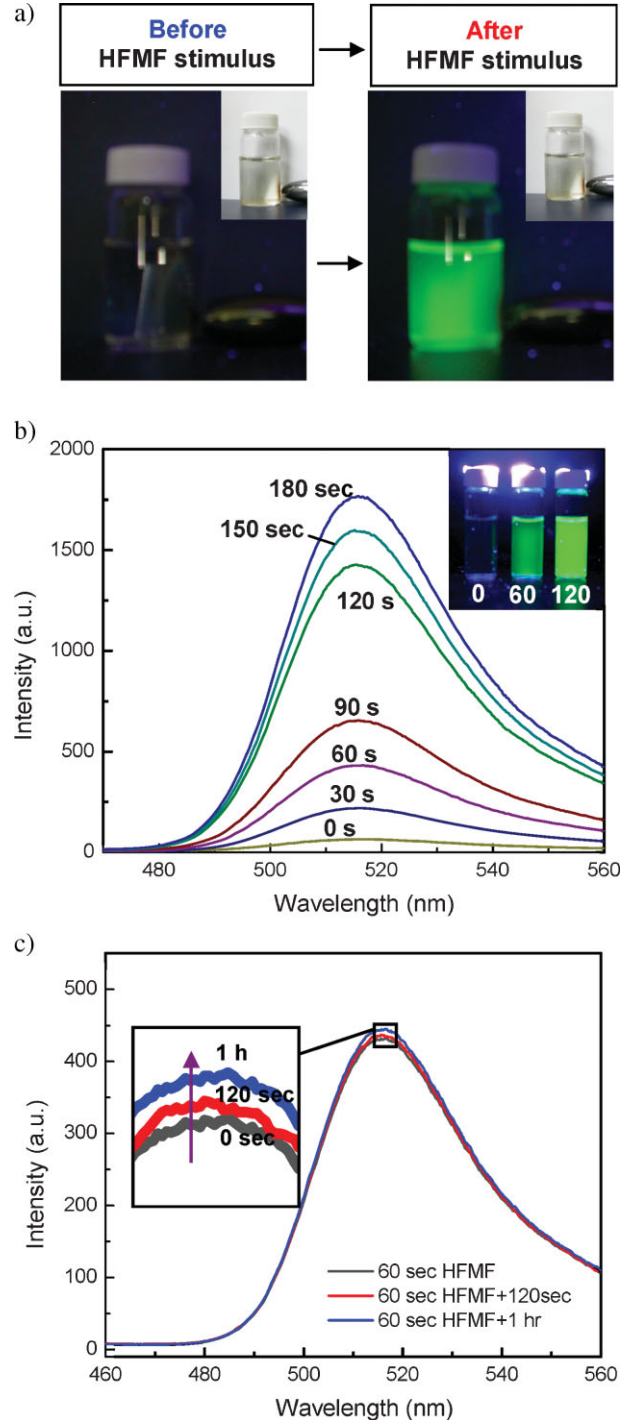 a)
Before
HFMF stimulus
After
HFMF stimulus
b)
2000
1500
1000
500
0
Intensity (a.u.)
180 sec
150 sec
120 s
90 s
60 s
30 s
0 s
0 60 120
480 500 520 540 560
Wavelength (nm)
c)
500
400
300
200
100
0
Intensity (a.u.)
1 h
120 sec
0 sec
60 sec HFMF
60 sec HFMF+120sec
60 sec HFMF+1 hr
460 480 500 520 540 560
Wavelength (nm)